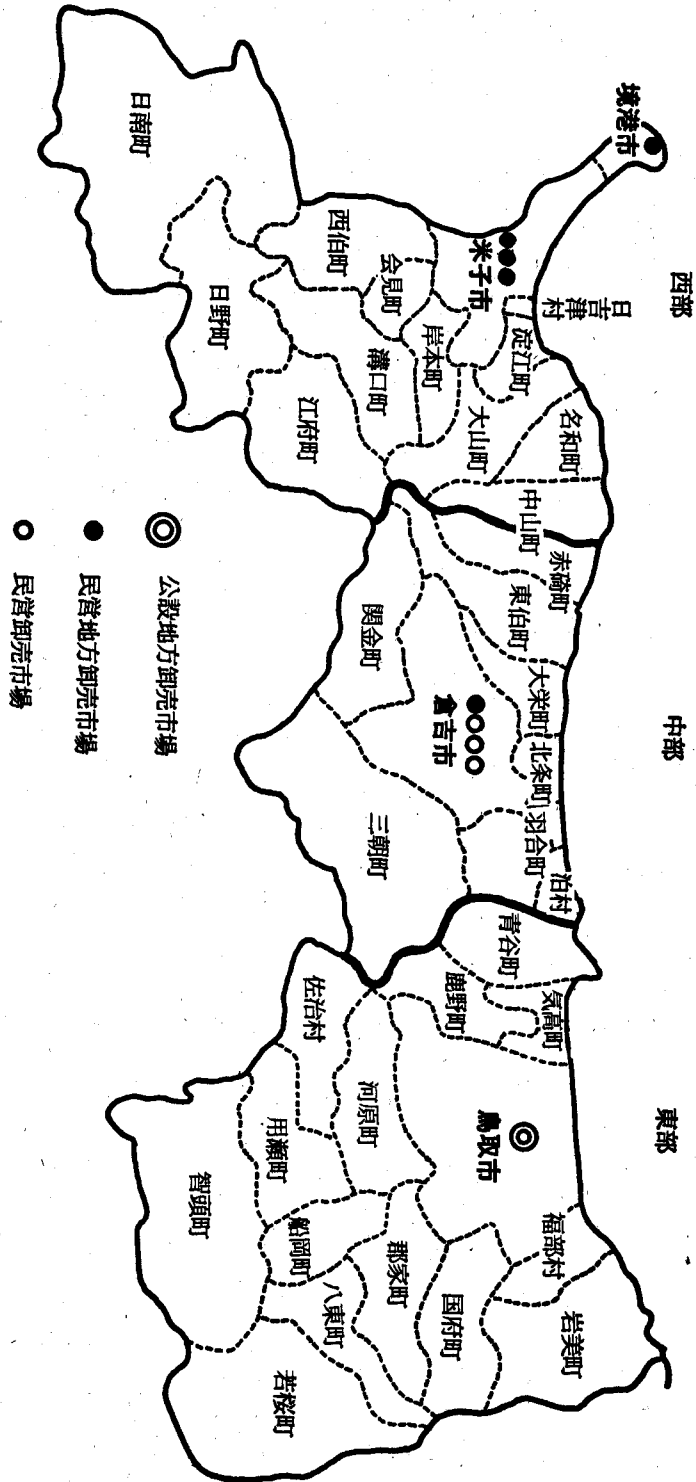 西部
中部
東部
境港市
米子市
日吉津村
淀江町
名和町
大山町
中山町
岸本町
会見町
西伯町
溝口町
江府町
日野町
日南町
赤碕町
東伯町
大栄町
北条町
羽合町
泊村
倉吉市
関金町
三朝町
青谷町
気高町
鹿野町
鳥取市
福部村
岩美町
国府町
郡家町
河原町
佐治村
用瀬町
船岡町
八東町
若桜町
智頭町
公設地方卸売市場
民営地方卸売市場
民営卸売市場